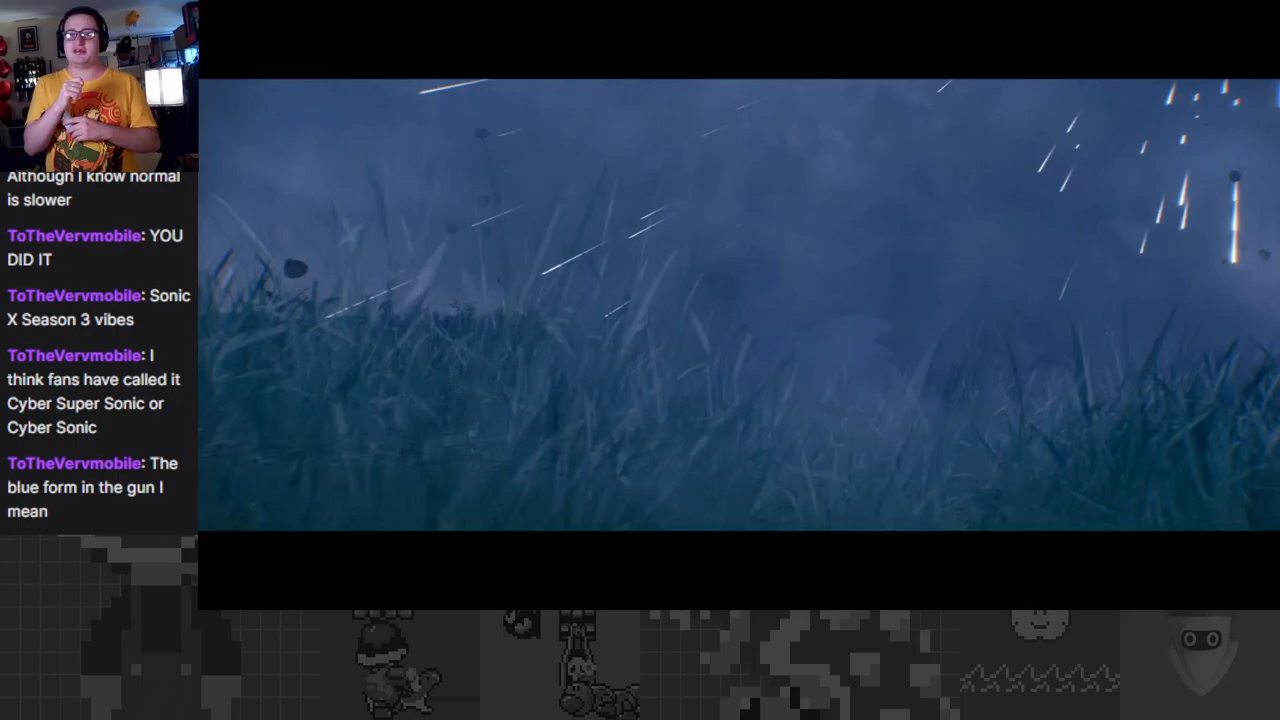 Although I know normal
is slower
ToTheVervmobile: YOU
DID IT
ToTheVervmobile: Sonic
X Season 3 vibes
ToTheVervmobile: I
think fans have called it
Cyber Super Sonic or
Cyber Sonic
ToTheVervmobile: The
blue form in the gun I
mean